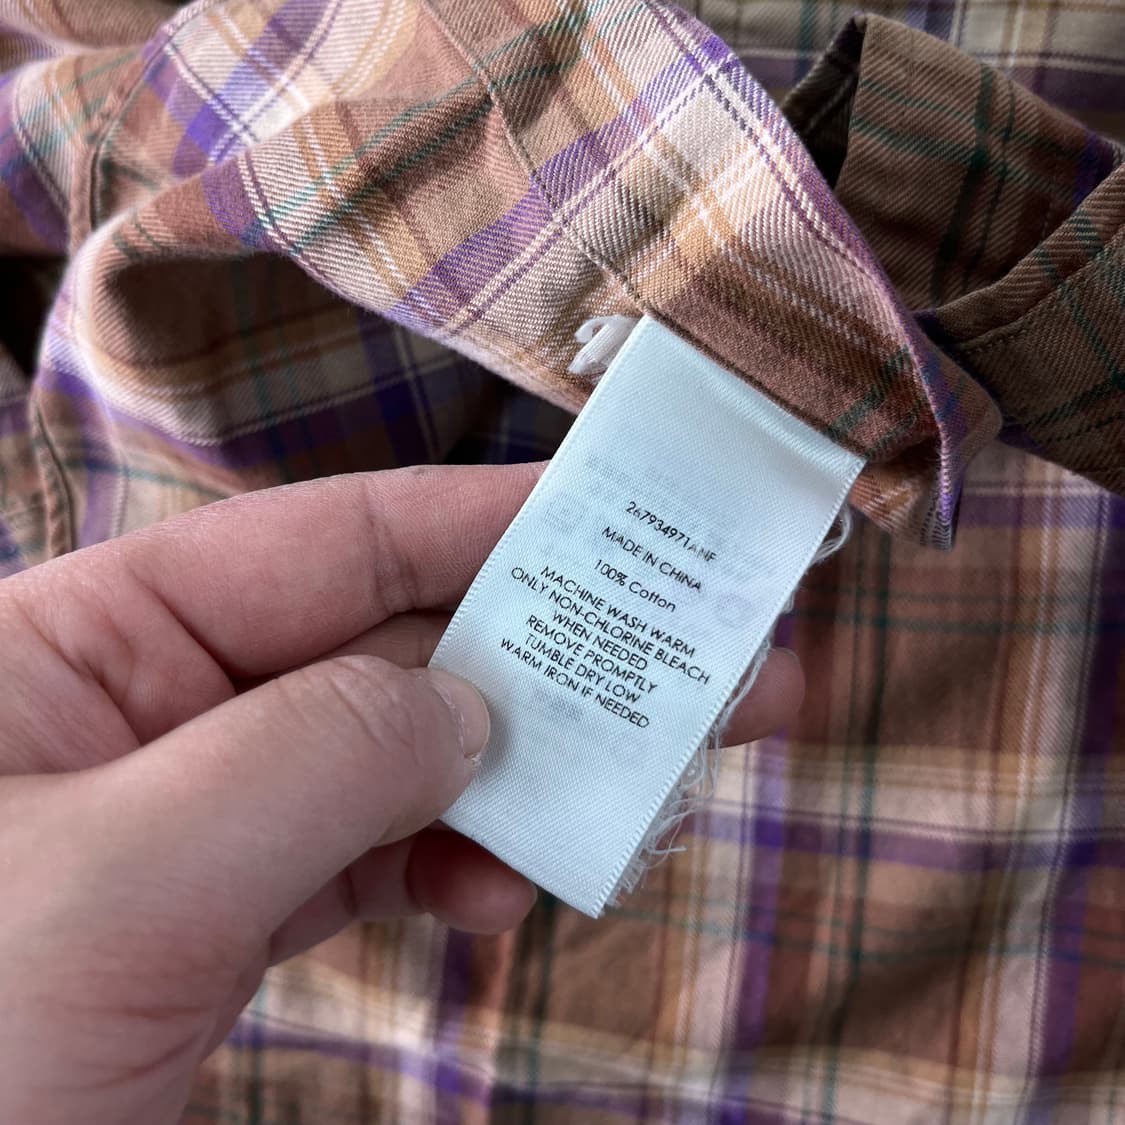 267934971ANF
MADE IN CHINA
100% Cotton
MACHINE WASH WARM
ONLY NON-CHLORINE BLEACH
WHEN NEEDED
REMOVE PROMPTLY
TUMBLE DRY LOW
WARM IRON IF NEEDED